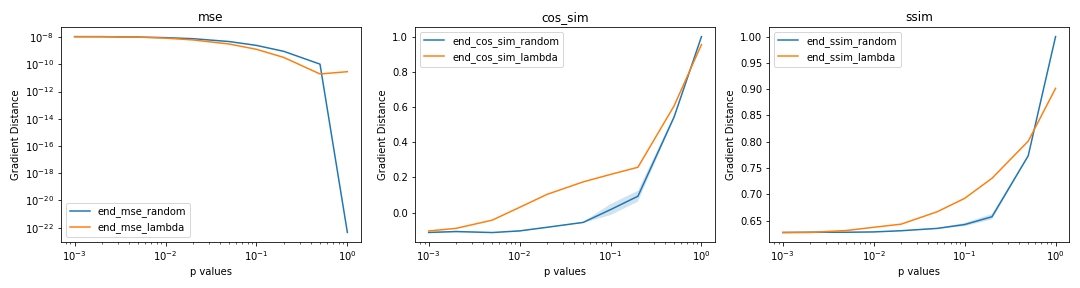 mse
Gradient Distance
10⁻⁸
10⁻¹⁰
10⁻¹²
10⁻¹⁴
10⁻¹⁶
10⁻¹⁸
10⁻²⁰
10⁻²²
end_mse_random
end_mse_lambda
10⁻³
10⁻²
10⁻¹
10⁰
p values
cos_sim
Gradient Distance
1.0
0.8
0.6
0.4
0.2
0.0
end_cos_sim_random
end_cos_sim_lambda
10⁻³
10⁻²
10⁻¹
10⁰
p values
ssim
Gradient Distance
1.00
0.95
0.90
0.85
0.80
0.75
0.70
0.65
end_ssim_random
end_ssim_lambda
10⁻³
10⁻²
10⁻¹
10⁰
p values